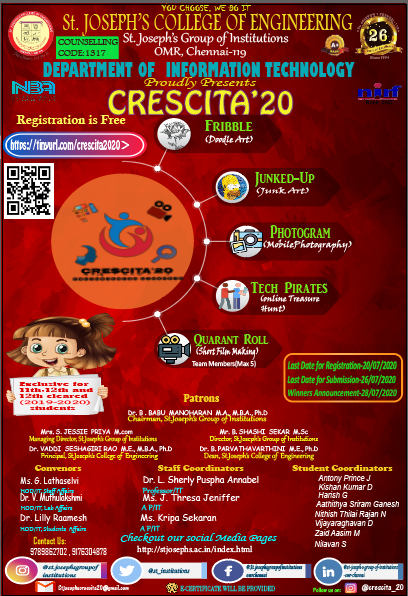 YOU CHOOSE, WE DO IT
St. JOSEPH'S COLLEGE OF ENGINEERING
COUNSELLING
CODE:1317
St. Joseph's Group of Institutions
OMR, Chennai-119
26
DEPARTMENT OF INFORMATION TECHNOLOGY
Proudly Presents
NBA
nirf
CRESCITA'20
Registration is Free
https://tinyurl.com/crescita2020 >
FRIBBLE
(Doodle Art)
JUNKED-UP
(Junk Art)
PHOTOGRAM
(MobilePhotography)
CRESCITA'20
TECH PIRATES
(online Treasure
Hunt)
QUARANT ROLL
(Short Film Making)
Team Members(Max 5)
Last Date for Registration-20/07/2020
Last Date for Submission-26/07/2020
Winners Announcement-28/07/2020
Exclusive for
11th,12th and
12th cleared
(2019-2020)
students
Patrons
Dr. B. BABU MANOHARAN M.A., M.B.A., Ph.D
Chairman, St.Joseph's Group of Institutions
Mrs. S. JESSIE PRIYA M.com
Managing Director, St.Joseph's Group of Institutions
Mr. B. SHASHI SEKAR M.Sc
Director, St.Joseph's Group of Institutions
Dr. VADDI SESHAGIRI RAO M.E., M.B.A., Ph.D
Principal, St.Joseph's College of Engineering
Dr. B. PARVATHAVARTHINI M.E., Ph.D
Dean, St.Joseph's College of Engineering
Convenors
Ms. G. Lathaselvi
HOD/IT, Staff Affairs
Dr. V. Muthulakshmi
HOD/IT, Lab Affairs
Dr. Lilly Raamesh
HOD/IT, Students Affairs
Staff Coordinators
Dr. L. Sherly Puspha Annabel
Professor/IT
Ms. J. Thresa Jeniffer
A P/IT
Ms. Kripa Sekaran
A P/IT
Student Coordinators
Antony Prince J
Kishan Kumar D
Harish G
Aathithya Sriram Ganesh
Nithish Thilai Rajan N
Vijayaraghavan D
Zaid Aasim M
Nilavan S
Contact Us:
9789862702 , 9176304878
Checkout our social Media Pages
http://stjosephs.ac.in/index.html
@st.josephsgroupof
institutions
@st_institutions
@Stjosephsgroupofinstitutions
omrchennai
Stjosephscrescita20@gmail.com
E-CERTIFICATE WILL BE PROVIDED
Follow us on:
@crescita_20